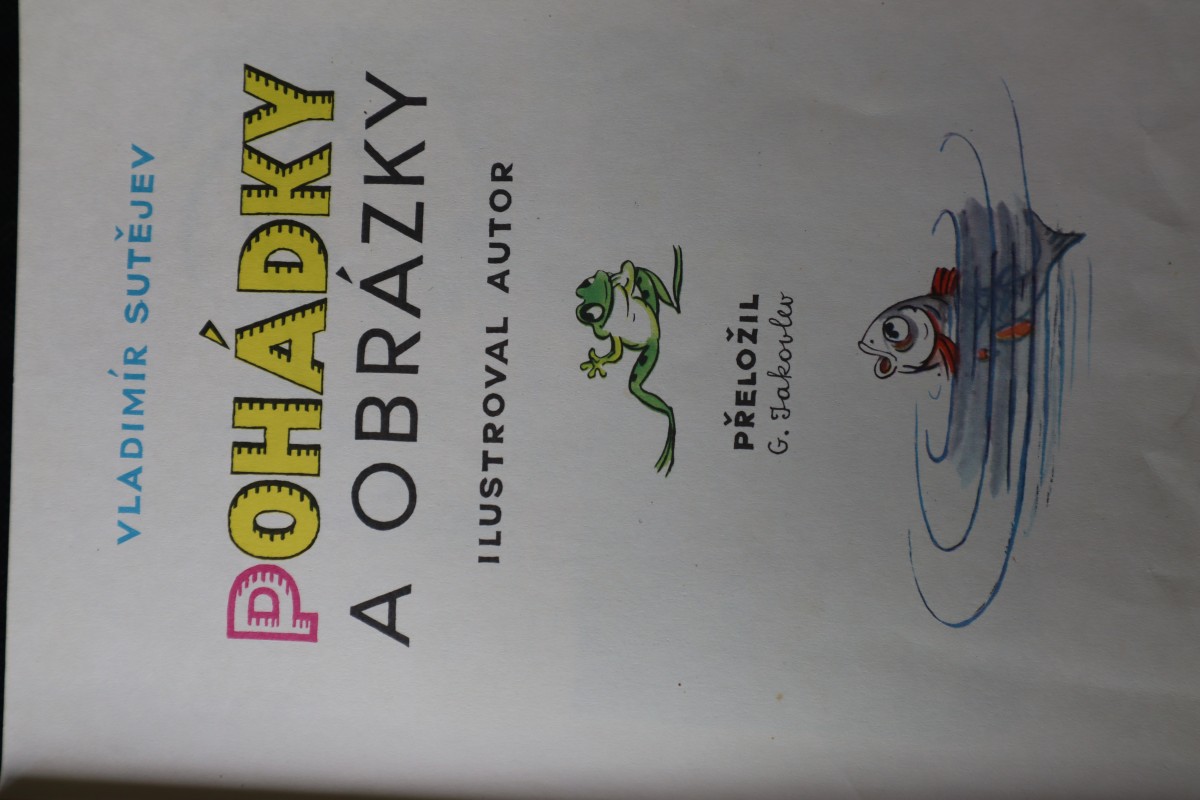 VLADIMÍR SUTĚJEV
POHÁDKY
A OBRÁZKY
ILUSTROVAL AUTOR
PŘELOŽIL
G. Jakovlev